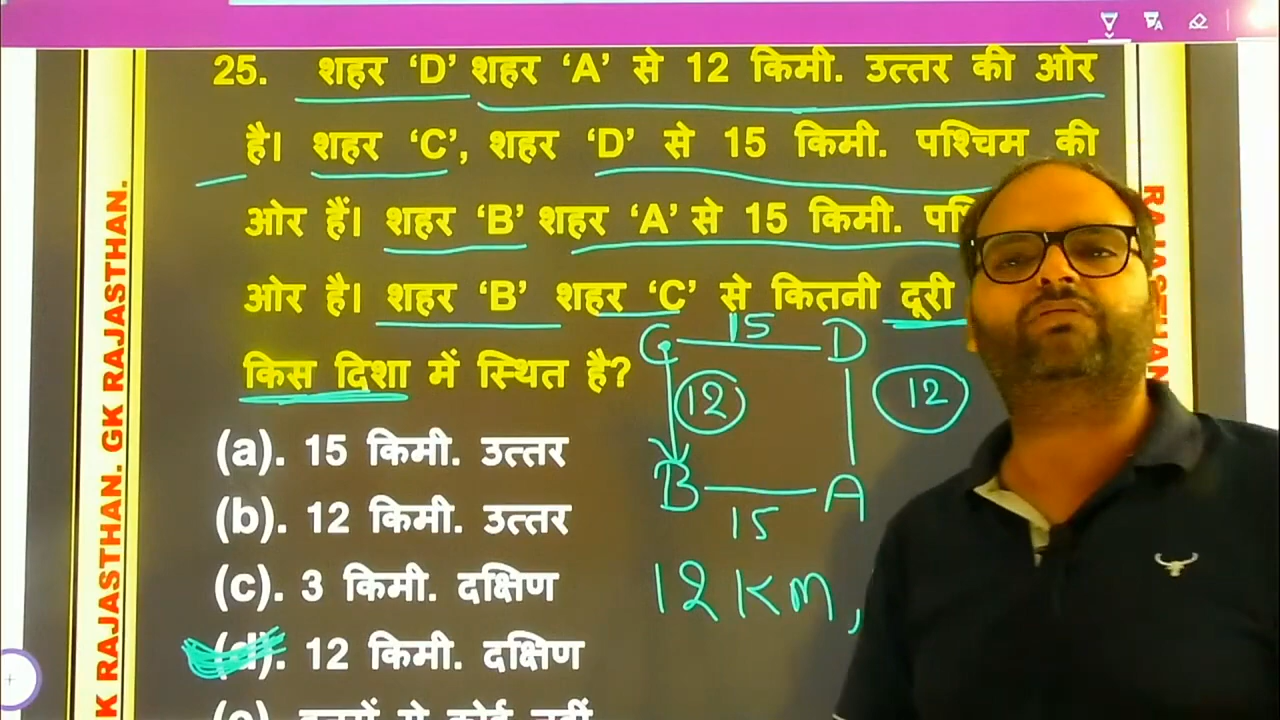 25. शहर 'D' शहर 'A' से 12 किमी. उत्तर की ओर
है। शहर 'C', शहर 'D' से 15 किमी. पश्चिम की
ओर हैं। शहर 'B' शहर 'A' से 15 किमी.
ओर है। शहर 'B' शहर 'C' से कितनी दूरी
किस दिशा में स्थित है?
(a). 15 किमी. उत्तर
(b). 12 किमी. उत्तर
(c). 3 किमी. दक्षिण
(d). 12 किमी. दक्षिण
C 15 D
12 12
B 15 A
12 KM,
K RAJASTHAN. GK RAJASTHAN.